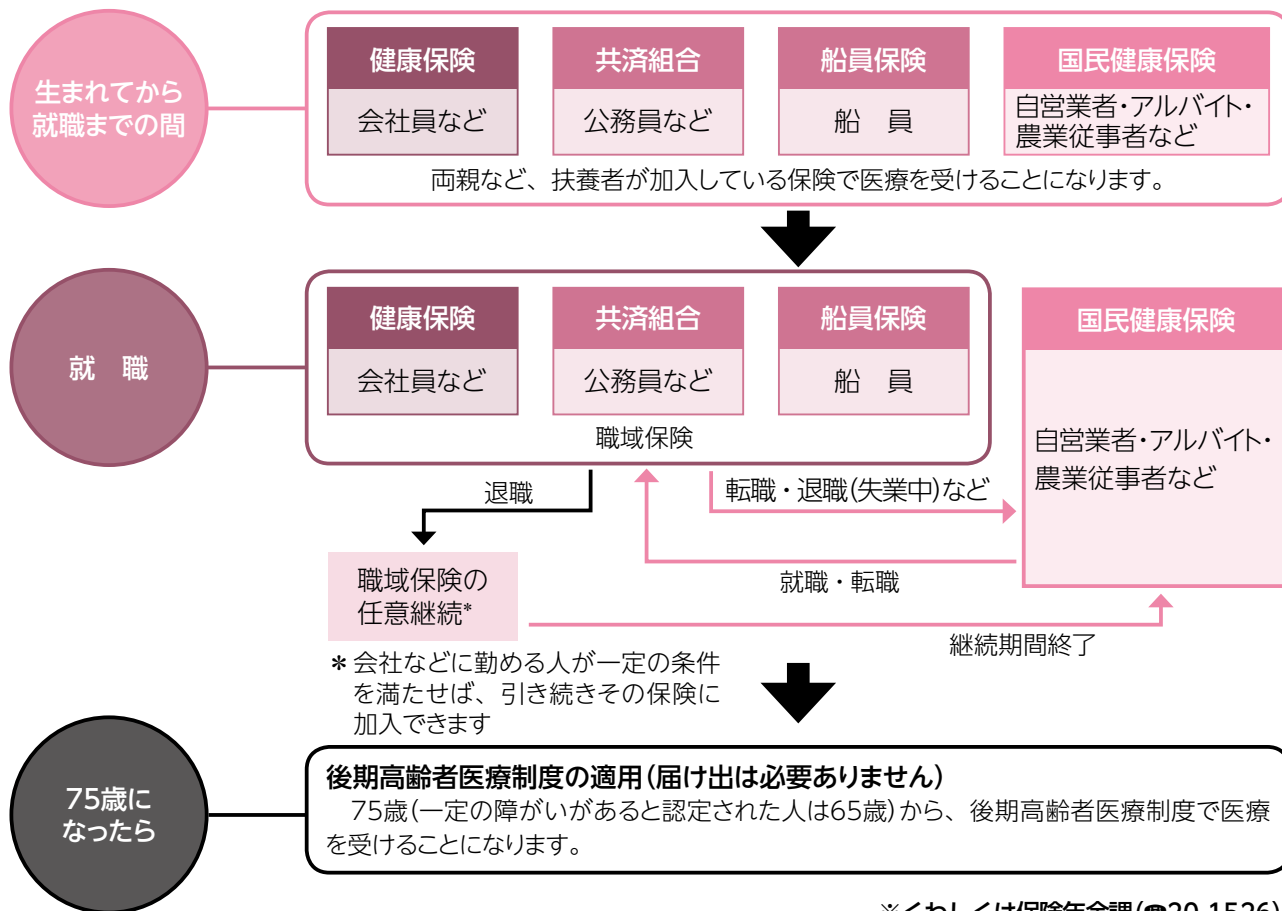 生まれてから
就職までの間
健康保険
会社員など
共済組合
公務員など
船員保険
船　員
国民健康保険
自営業者・アルバイト・
農業従事者など
両親など、扶養者が加入している保険で医療を受けることになります。
就　職
健康保険
会社員など
共済組合
公務員など
船員保険
船　員
職域保険
国民健康保険
自営業者・アルバイト・
農業従事者など
退職
転職・退職(失業中)など
就職・転職
職域保険の
任意継続*
継続期間終了
＊会社などに勤める人が一定の条件
を満たせば、引き続きその保険に
加入できます
75歳に
なったら
後期高齢者医療制度の適用(届け出は必要ありません)
　75歳(一定の障がいがあると認定された人は65歳)から、後期高齢者医療制度で医療
を受けることになります。
※くわしくは保険年金課(☎20-1526)